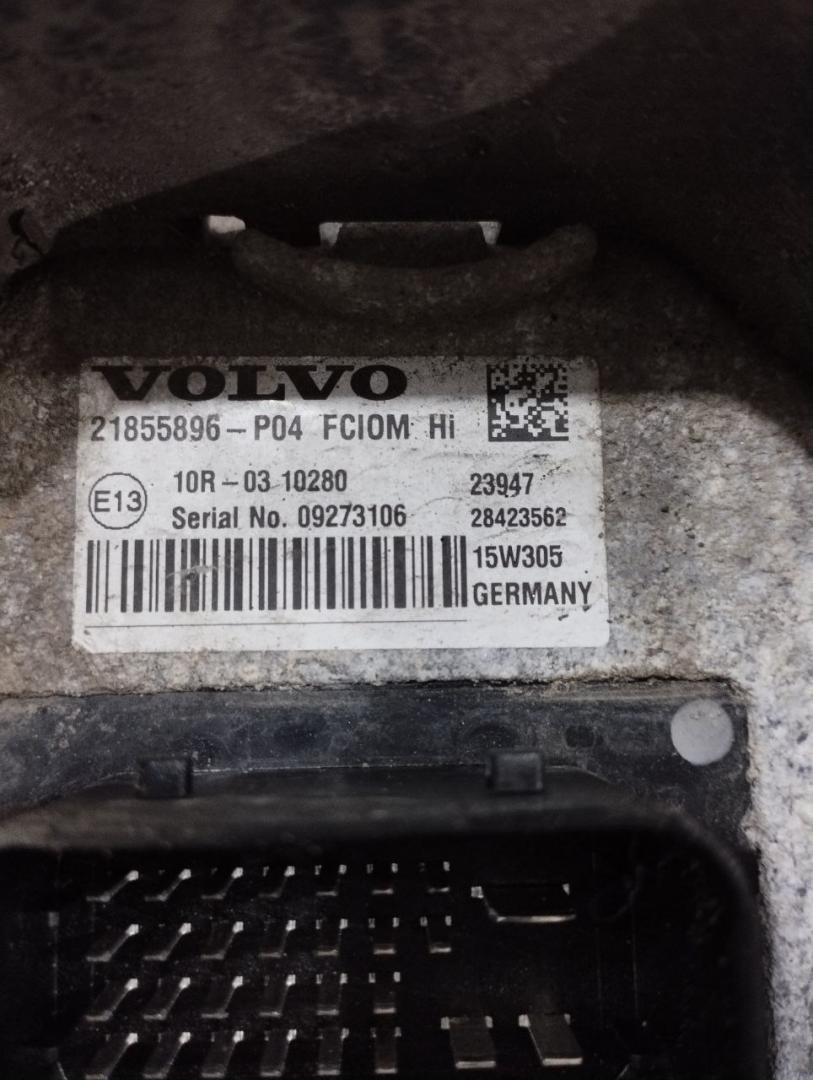 VOLVO
21855896-P04 FCIOM Hi
E13
10R-03 10280
23947
Serial No. 09273106
28423562
15W305
GERMANY